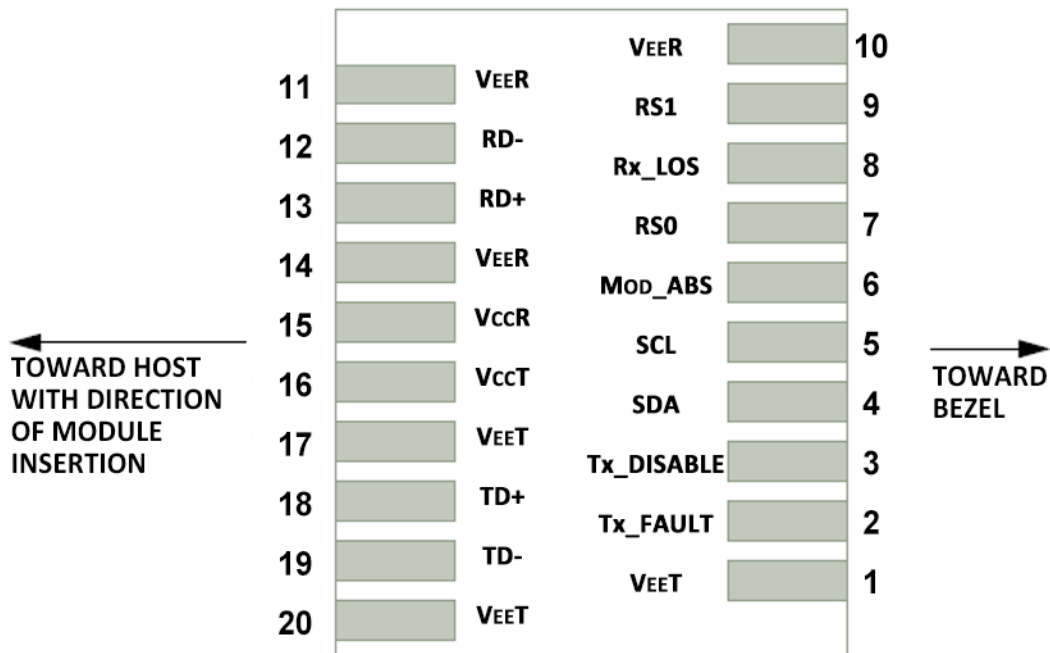 VEER 10
11 VEER
RS1 9
12 RD-
Rx_LOS 8
13 RD+
RS0 7
14 VEER
MOD_ABS 6
15 VCCR
SCL 5
16 VCCT
SDA 4
17 VEET
Tx_DISABLE 3
18 TD+
Tx_FAULT 2
19 TD-
VEET 1
20 VEET
TOWARD HOST
WITH DIRECTION
OF MODULE
INSERTION
TOWARD
BEZEL